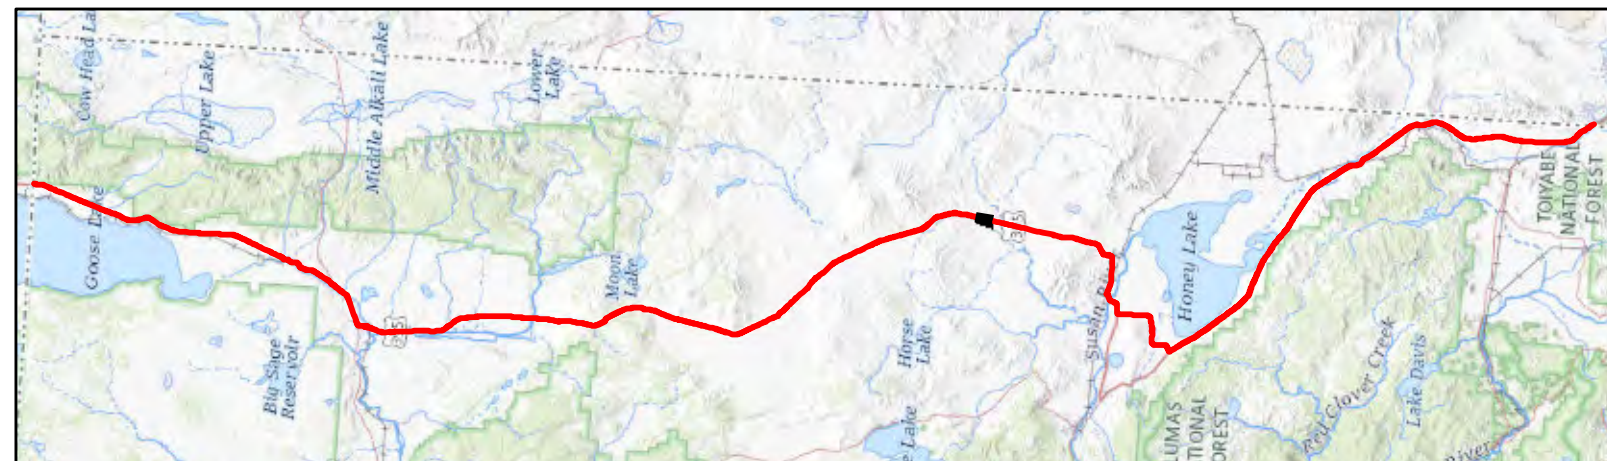 Cow Head La
Upper Lake
Middle Alkali Lake
Lower
Lake
Goose Lake
Big Sage
Reservoir
395
Moon
Lake
Horse
Lake
e Lake
395
Susan Ri
Honey Lake
LUMAS
TIONAL
OREST
Red Clover Creek
Lake Davis
River
TOIYABE
NATIONAL
FOREST